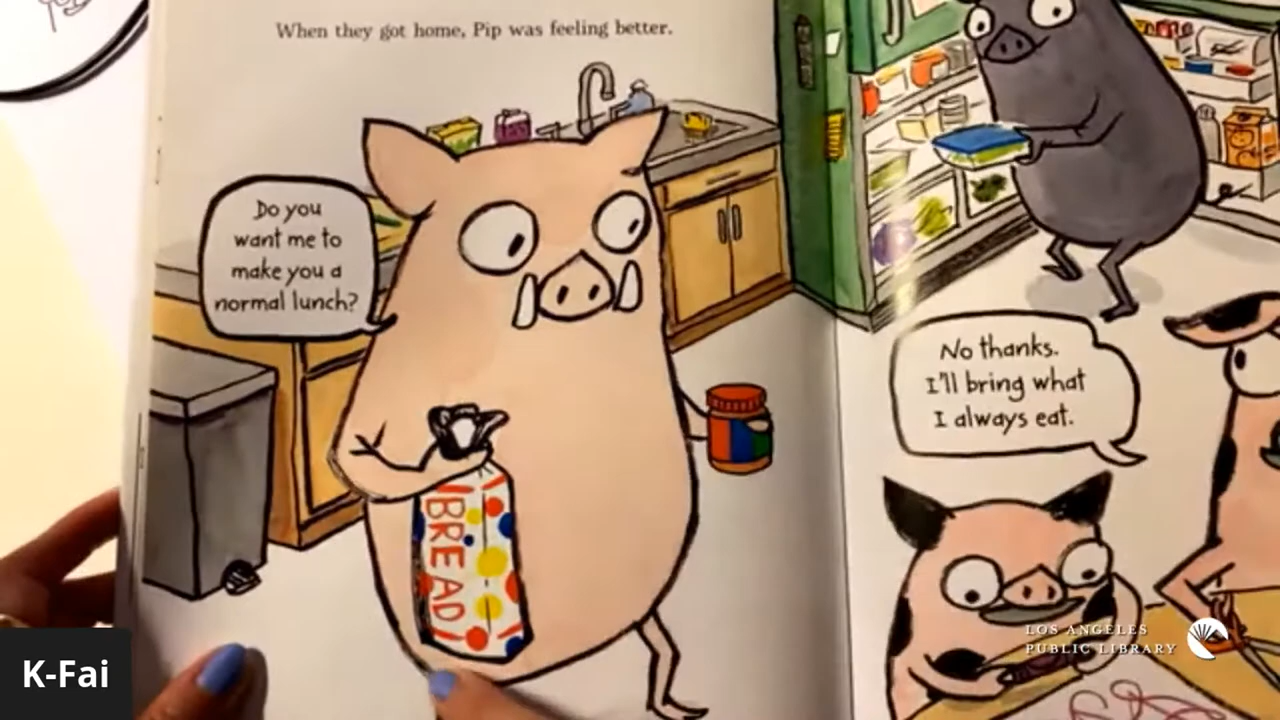 When they got home, Pip was feeling better.
Do you
want me to
make you a
normal lunch?
BREAD
No thanks.
I'll bring what
I always eat.
LOS ANGELES
PUBLIC LIBRARY
K-Fai